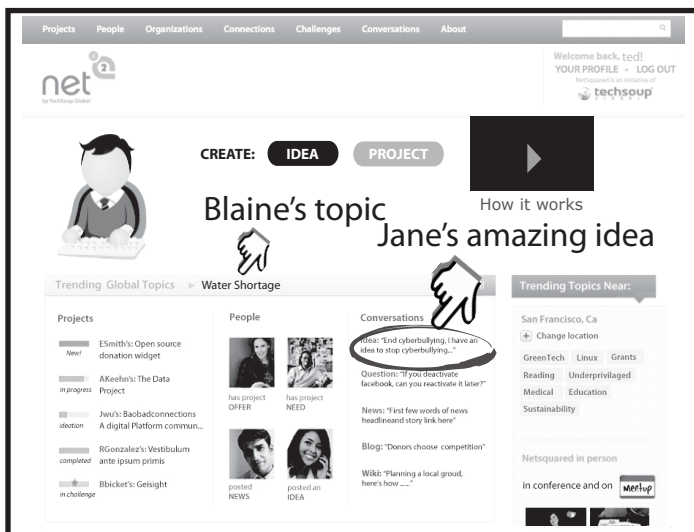 Projects People Organizations Connections Challenges Conversations About
net2
by TechSoup Global
Welcome back, ted!
YOUR PROFILE • LOG OUT
NetSquared is an initiative of
techsoup
GLOBAL
CREATE: IDEA PROJECT
How it works
Blaine's topic
Jane's amazing idea
Trending Global Topics Water Shortage
Projects
New!
ESmith's: Open source
donation widget
in progress
AKeehn's: The Data
Project
ideation
Jwu's: Baobadconnections
A digital Platform commun...
completed
RGonzalez's: Vestibulum
ante ipsum primis
in challenge
Bbicket's: Geisight
People
has project
OFFER
has project
NEED
posted
NEWS
posted an
IDEA
Conversations
Idea: "End cyberbullying, I have an
idea to stop cyberbullying..."
Question: "If you deactivate
facebook, can you reactivate it later?"
News: "First few words of news
headlineand story link here"
Blog: "Donors choose competition"
Wiki: "Planning a local groud,
here's how ......"
Trending Topics Near:
San Francisco, Ca
+ Change location
GreenTech Linux Grants
Reading Underprivilaged
Medical Education
Sustainability
Netsquared in person
in conference and on Meetup